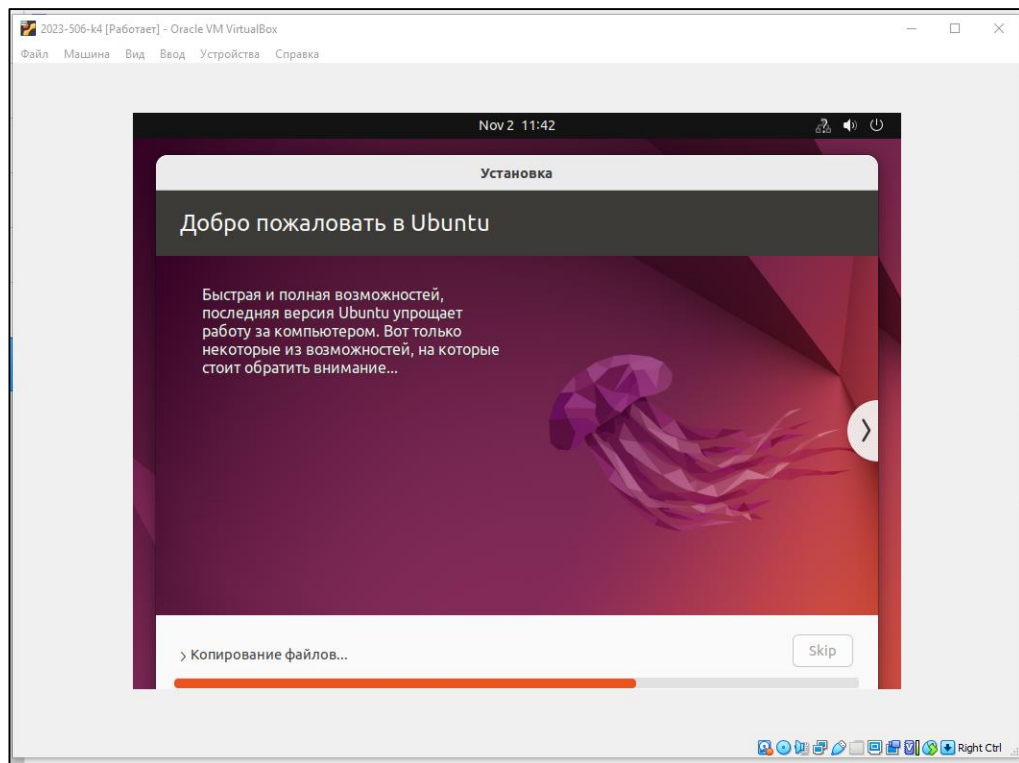 2023-506-k4 [Работает] - Oracle VM VirtualBox
Файл Машина Вид Ввод Устройства Справка
Nov 2 11:42
Установка
Добро пожаловать в Ubuntu
Быстрая и полная возможностей,
последняя версия Ubuntu упрощает
работу за компьютером. Вот только
некоторые из возможностей, на которые
стоит обратить внимание...
Копирование файлов...
Skip
Right Ctrl